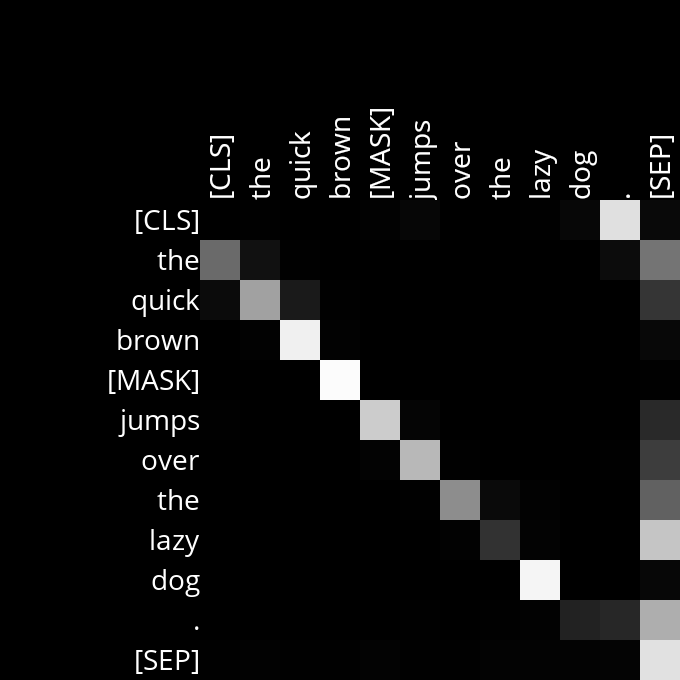 [CLS] the quick brown [MASK] jumps over the lazy dog . [SEP]
[CLS]
the
quick
brown
[MASK]
jumps
over
the
lazy
dog
.
[SEP]